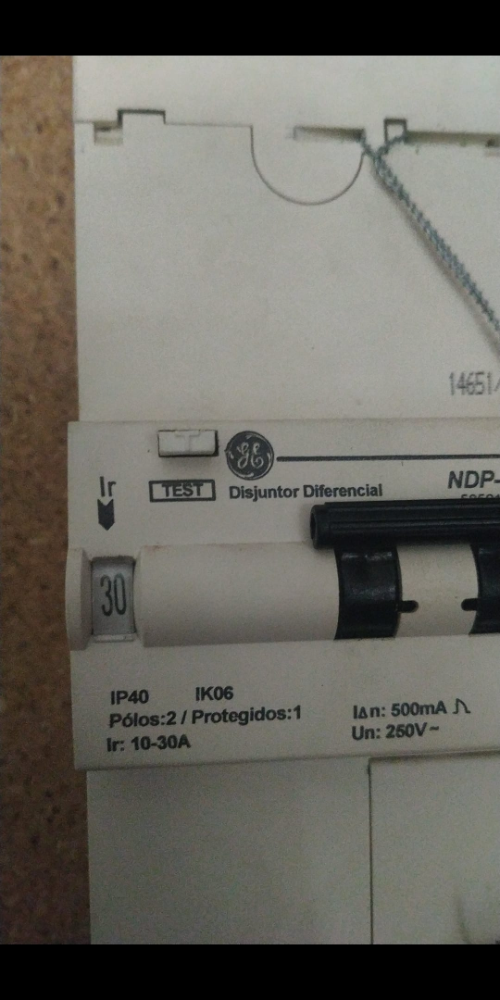 14651
T
GE
Ir
TEST
Disjuntor Diferencial
NDP-
30
IP40 IK06
Pólos:2 / Protegidos:1
Ir: 10-30A
IΔn: 500mA
Un: 250V~